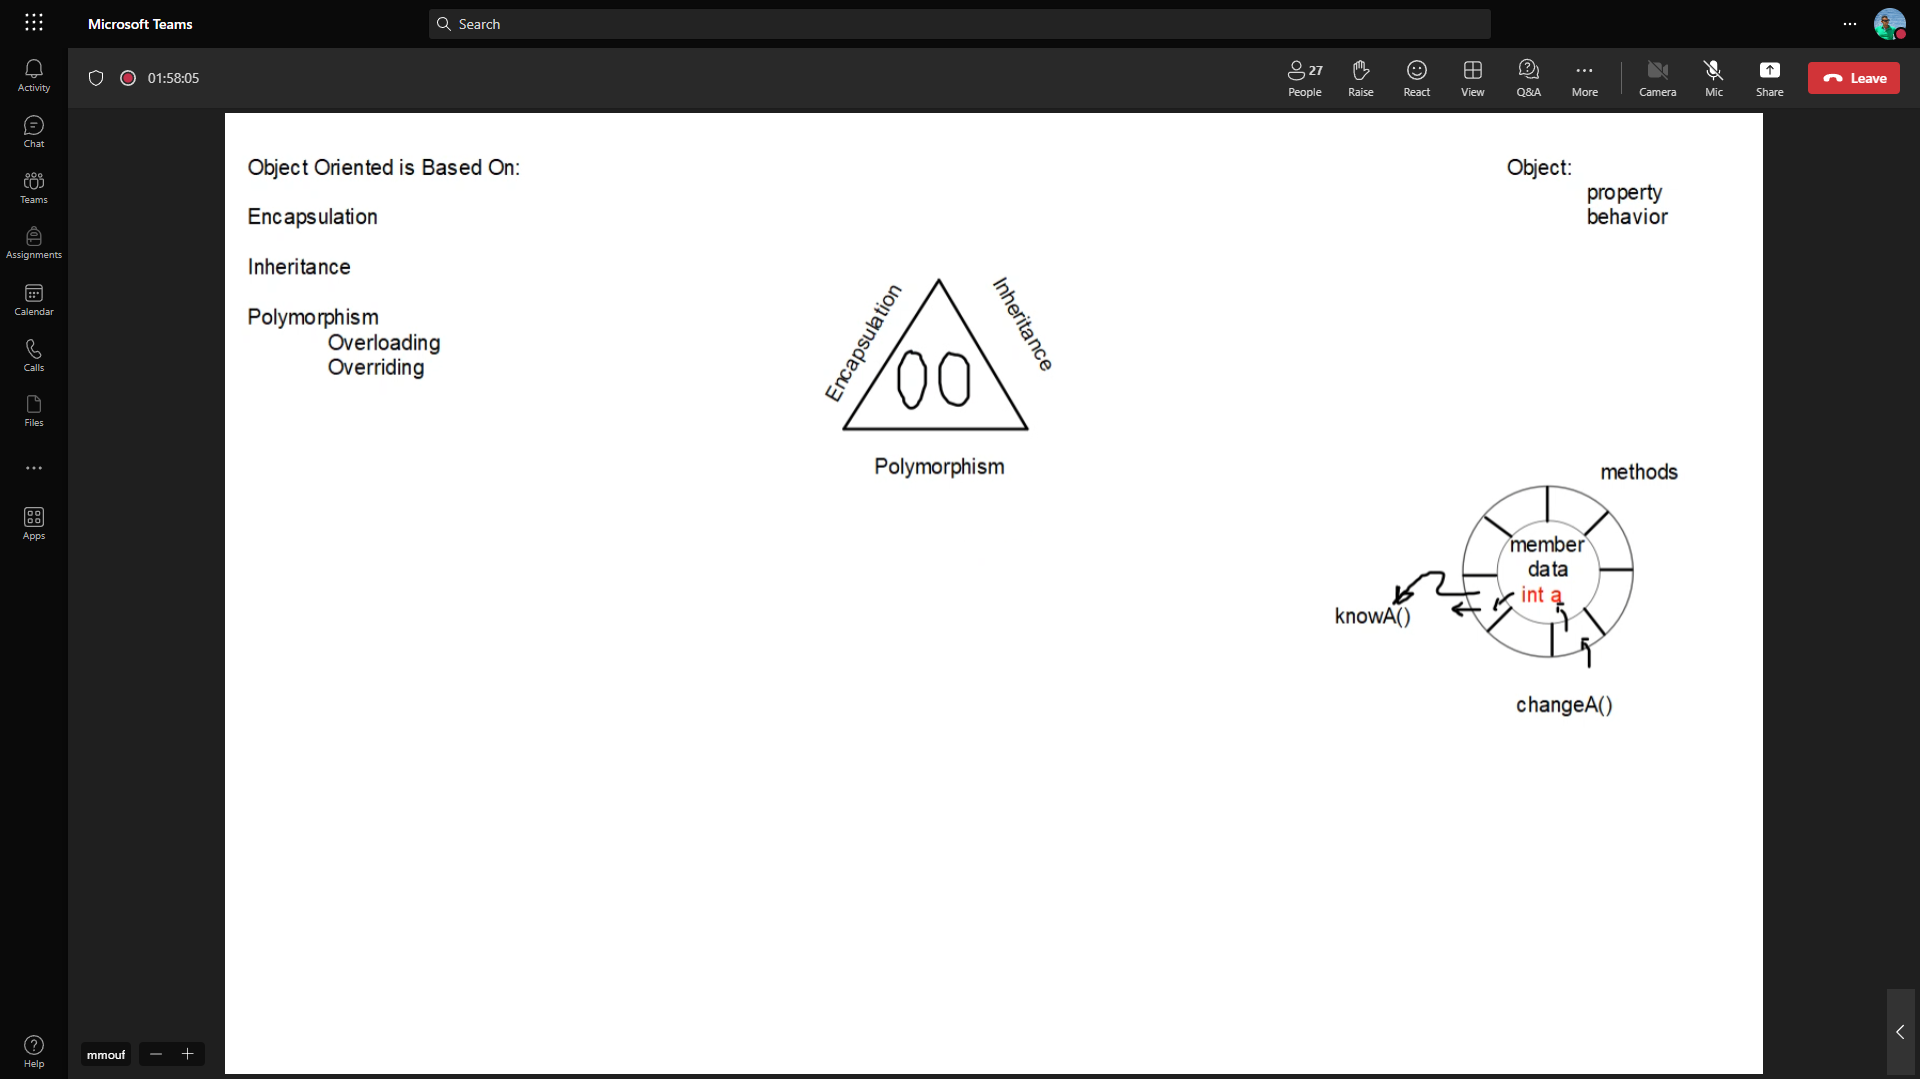 Microsoft Teams
Search
Activity
Chat
Teams
Assignments
Calendar
Calls
Files
Apps
Help
01:58:05
27
People
Raise
React
View
Q&A
More
Camera
Mic
Share
Leave
Object Oriented is Based On:
Encapsulation
Inheritance
Polymorphism
Overloading
Overriding
Encapsulation
Inheritance
OO
Polymorphism
Object:
property
behavior
methods
member
data
int a
knowA()
changeA()
mmouf